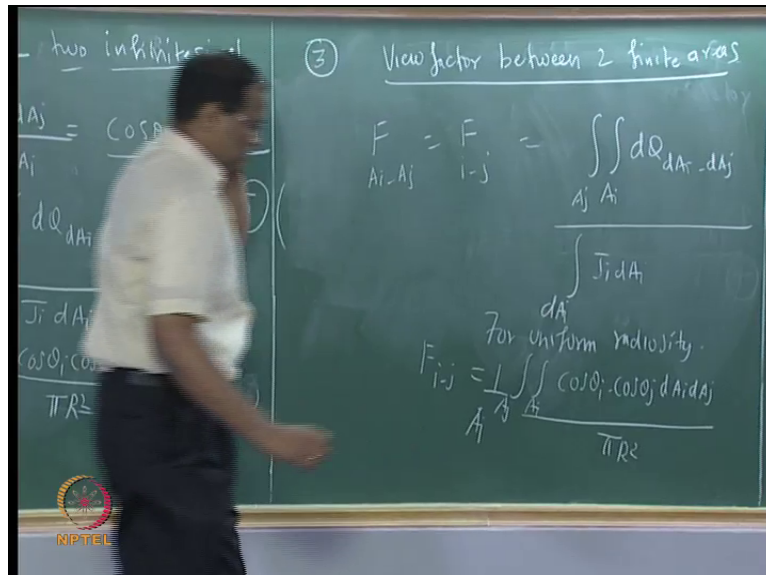 two infinitesimal
dAj = cosθ
Ai
dQ dAi
Ji dAi
cosθi cos
πR²
③ View factor between 2 finite areas
F Ai-Aj = F i-j = ∫∫ dQ dAi-dAj
Aj Ai
∫ Ji dAi
dAi
For uniform radiosity.
F i-j = 1/Ai ∫∫ cosθi.cosθj dAi dAj
Aj Ai
πR²
NPTEL